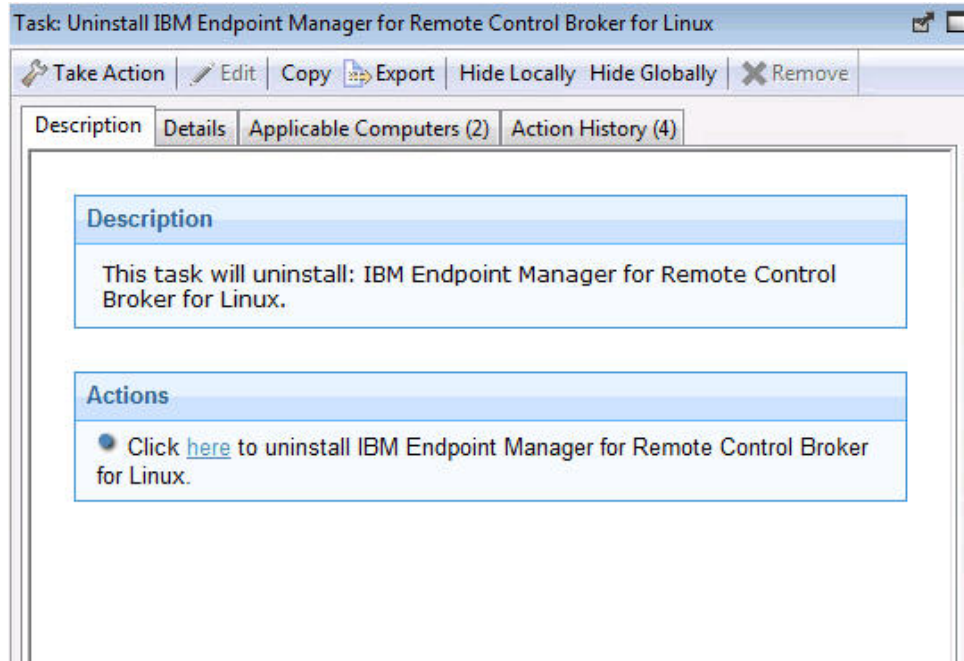 Task: Uninstall IBM Endpoint Manager for Remote Control Broker for Linux
Take Action Edit Copy Export Hide Locally Hide Globally Remove
Description Details Applicable Computers (2) Action History (4)
Description
This task will uninstall: IBM Endpoint Manager for Remote Control
Broker for Linux.
Actions
Click here to uninstall IBM Endpoint Manager for Remote Control Broker
for Linux.